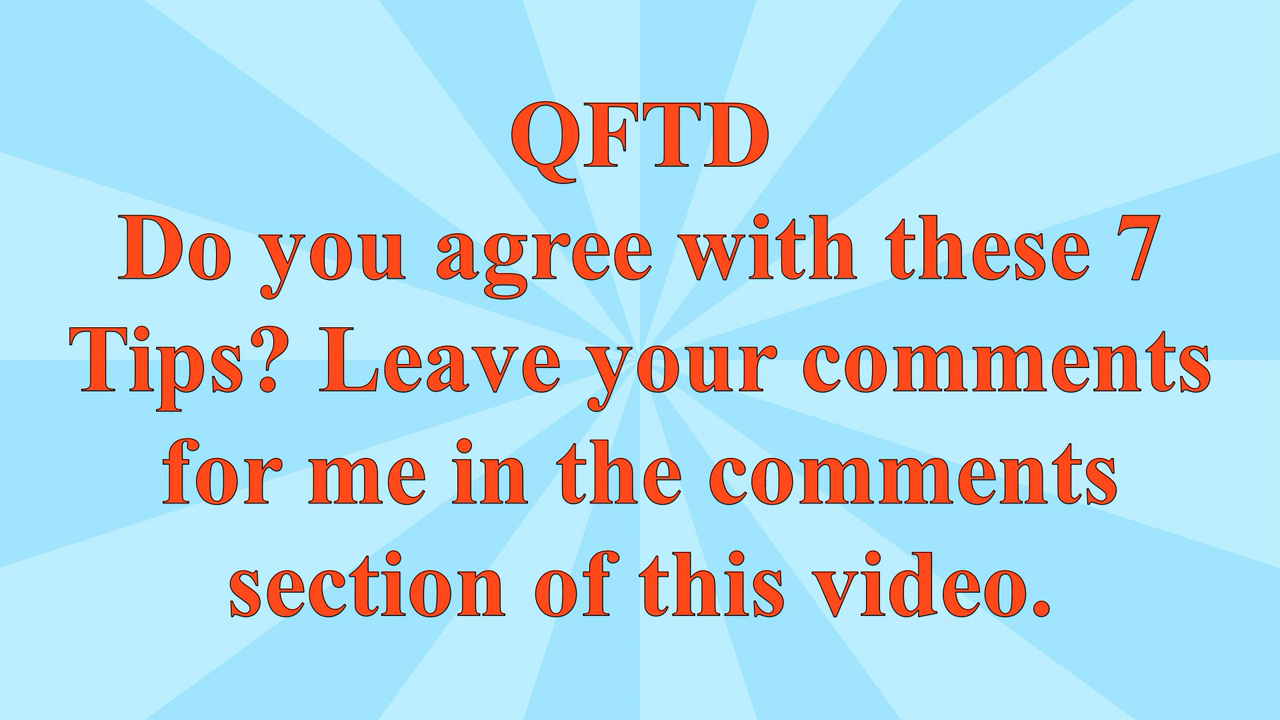 QFTD
Do you agree with these 7
Tips? Leave your comments
for me in the comments
section of this video.